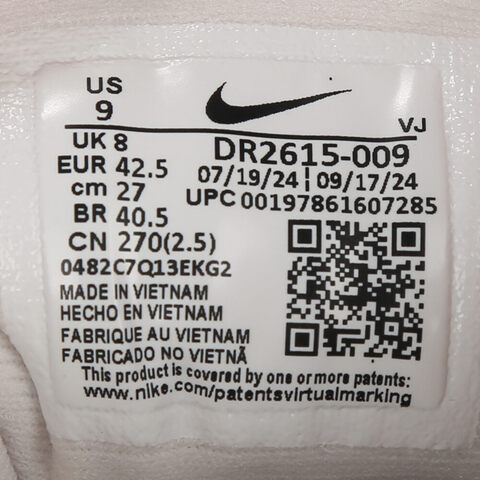 US
9
VJ
UK 8
EUR 42.5
cm 27
BR 40.5
CN 270(2.5)
DR2615-009
07/19/24 | 09/17/24
UPC 00197861607285
0482C7Q13EKG2
MADE IN VIETNAM
HECHO EN VIETNAM
FABRIQUE AU VIETNAM
FABRICADO NO VIETNÃ
This product is covered by one or more patents:
www.nike.com/patentsvirtualmarking